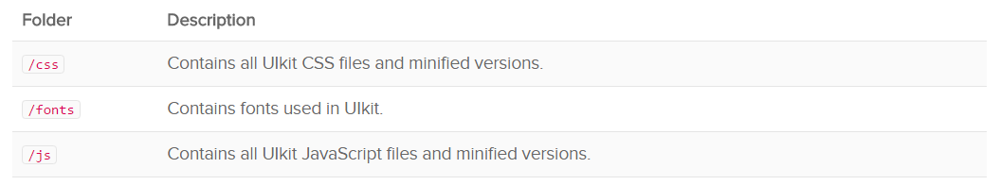 Folder Description
/css Contains all UIkit CSS files and minified versions.
/fonts Contains fonts used in UIkit.
/js Contains all UIkit JavaScript files and minified versions.